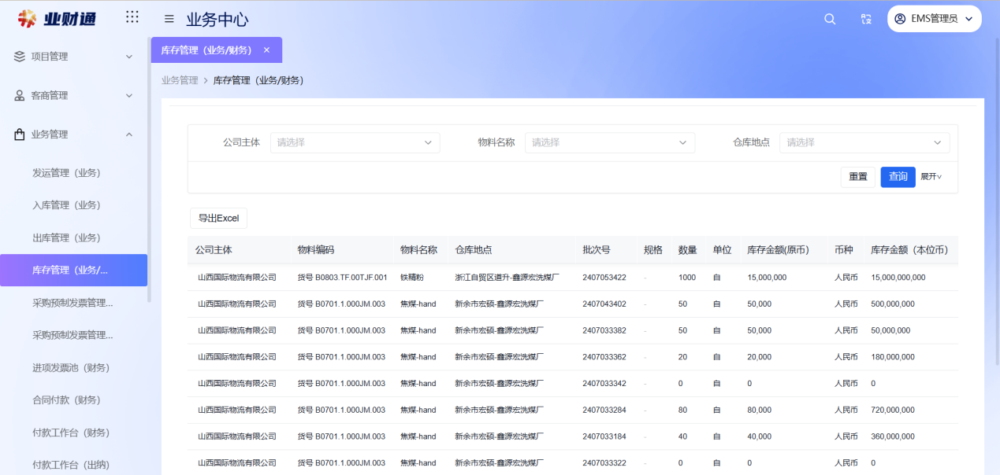 业财通
业务中心
EMS管理员
项目管理
客商管理
业务管理
发运管理（业务）
入库管理（业务）
出库管理（业务）
库存管理（业务/...
采购预制发票管理...
采购预制发票管理...
进项发票池（财务）
合同付款（财务）
付款工作台（财务）
付款工作台（出纳）
库存管理（业务/财务） ×
业务管理 > 库存管理（业务/财务）
公司主体 请选择 物料名称 请选择 仓库地点 请选择
重置 查询 展开
导出Excel
公司主体 物料编码 物料名称 仓库地点 批次号 规格 数量 单位 库存金额(原币） 币种 库存金额（本位币）
山西国际物流有限公司 货号 B0803.TF.00TJF.001 铁精粉 浙江自贸区道升-鑫源宏洗煤厂 2407053422 - 1000 自 15,000,000 人民币 15,000,000,000
山西国际物流有限公司 货号 B0701.1.000JM.003 焦煤-hand 新余市宏硕-鑫源宏洗煤厂 2407043402 - 50 自 50,000 人民币 500,000,000
山西国际物流有限公司 货号 B0701.1.000JM.003 焦煤-hand 新余市宏硕-鑫源宏洗煤厂 2407033382 - 50 自 50,000 人民币 50,000,000
山西国际物流有限公司 货号 B0701.1.000JM.003 焦煤-hand 新余市宏硕-鑫源宏洗煤厂 2407033362 - 20 自 20,000 人民币 180,000,000
山西国际物流有限公司 货号 B0701.1.000JM.003 焦煤-hand 新余市宏硕-鑫源宏洗煤厂 2407033342 - 0 自 0 人民币 0
山西国际物流有限公司 货号 B0701.1.000JM.003 焦煤-hand 新余市宏硕-鑫源宏洗煤厂 2407033284 - 80 自 80,000 人民币 720,000,000
山西国际物流有限公司 货号 B0701.1.000JM.003 焦煤-hand 新余市宏硕-鑫源宏洗煤厂 2407033184 - 40 自 40,000 人民币 360,000,000
山西国际物流有限公司 货号 B0701.1.000JM.003 焦煤-hand 新余市宏硕-鑫源宏洗煤厂 2407033322 - 0 自 0 人民币 0